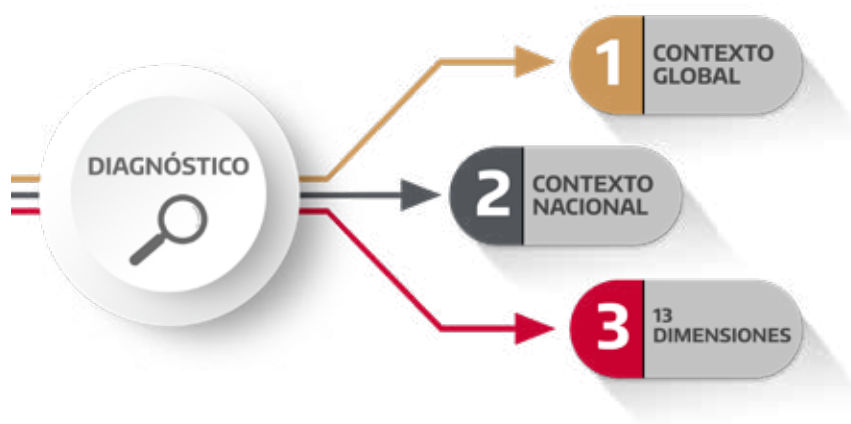 DIAGNÓSTICO
1
CONTEXTO
GLOBAL
2
CONTEXTO
NACIONAL
3
13
DIMENSIONES